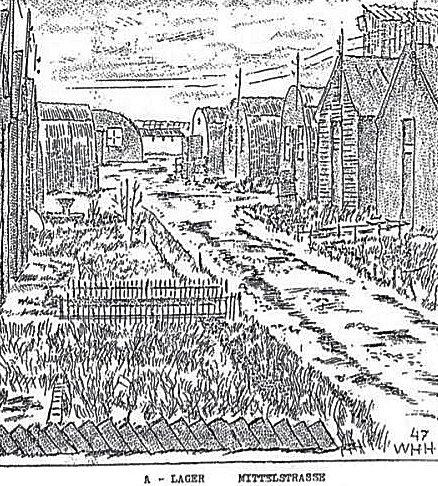 47
WHH
A - LAGER MITTELSTRASSE